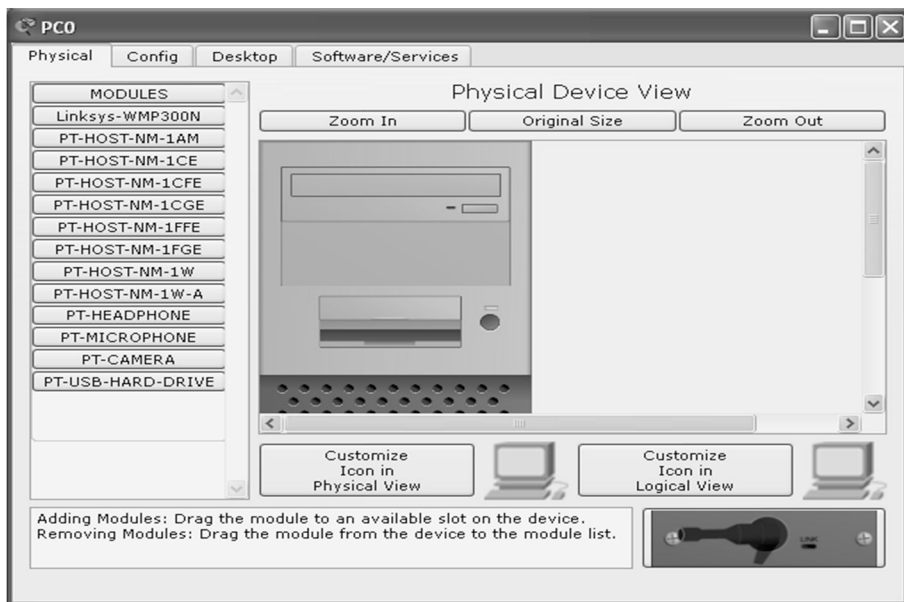 PC0
Physical Config Desktop Software/Services
MODULES
Linksys-WMP300N
PT-HOST-NM-1AM
PT-HOST-NM-1CE
PT-HOST-NM-1CFE
PT-HOST-NM-1CGE
PT-HOST-NM-1FFE
PT-HOST-NM-1FGE
PT-HOST-NM-1W
PT-HOST-NM-1W-A
PT-HEADPHONE
PT-MICROPHONE
PT-CAMERA
PT-USB-HARD-DRIVE
Physical Device View
Zoom In Original Size Zoom Out
Customize
Icon in
Physical View
Customize
Icon in
Logical View
Adding Modules: Drag the module to an available slot on the device.
Removing Modules: Drag the module from the device to the module list.
LINK